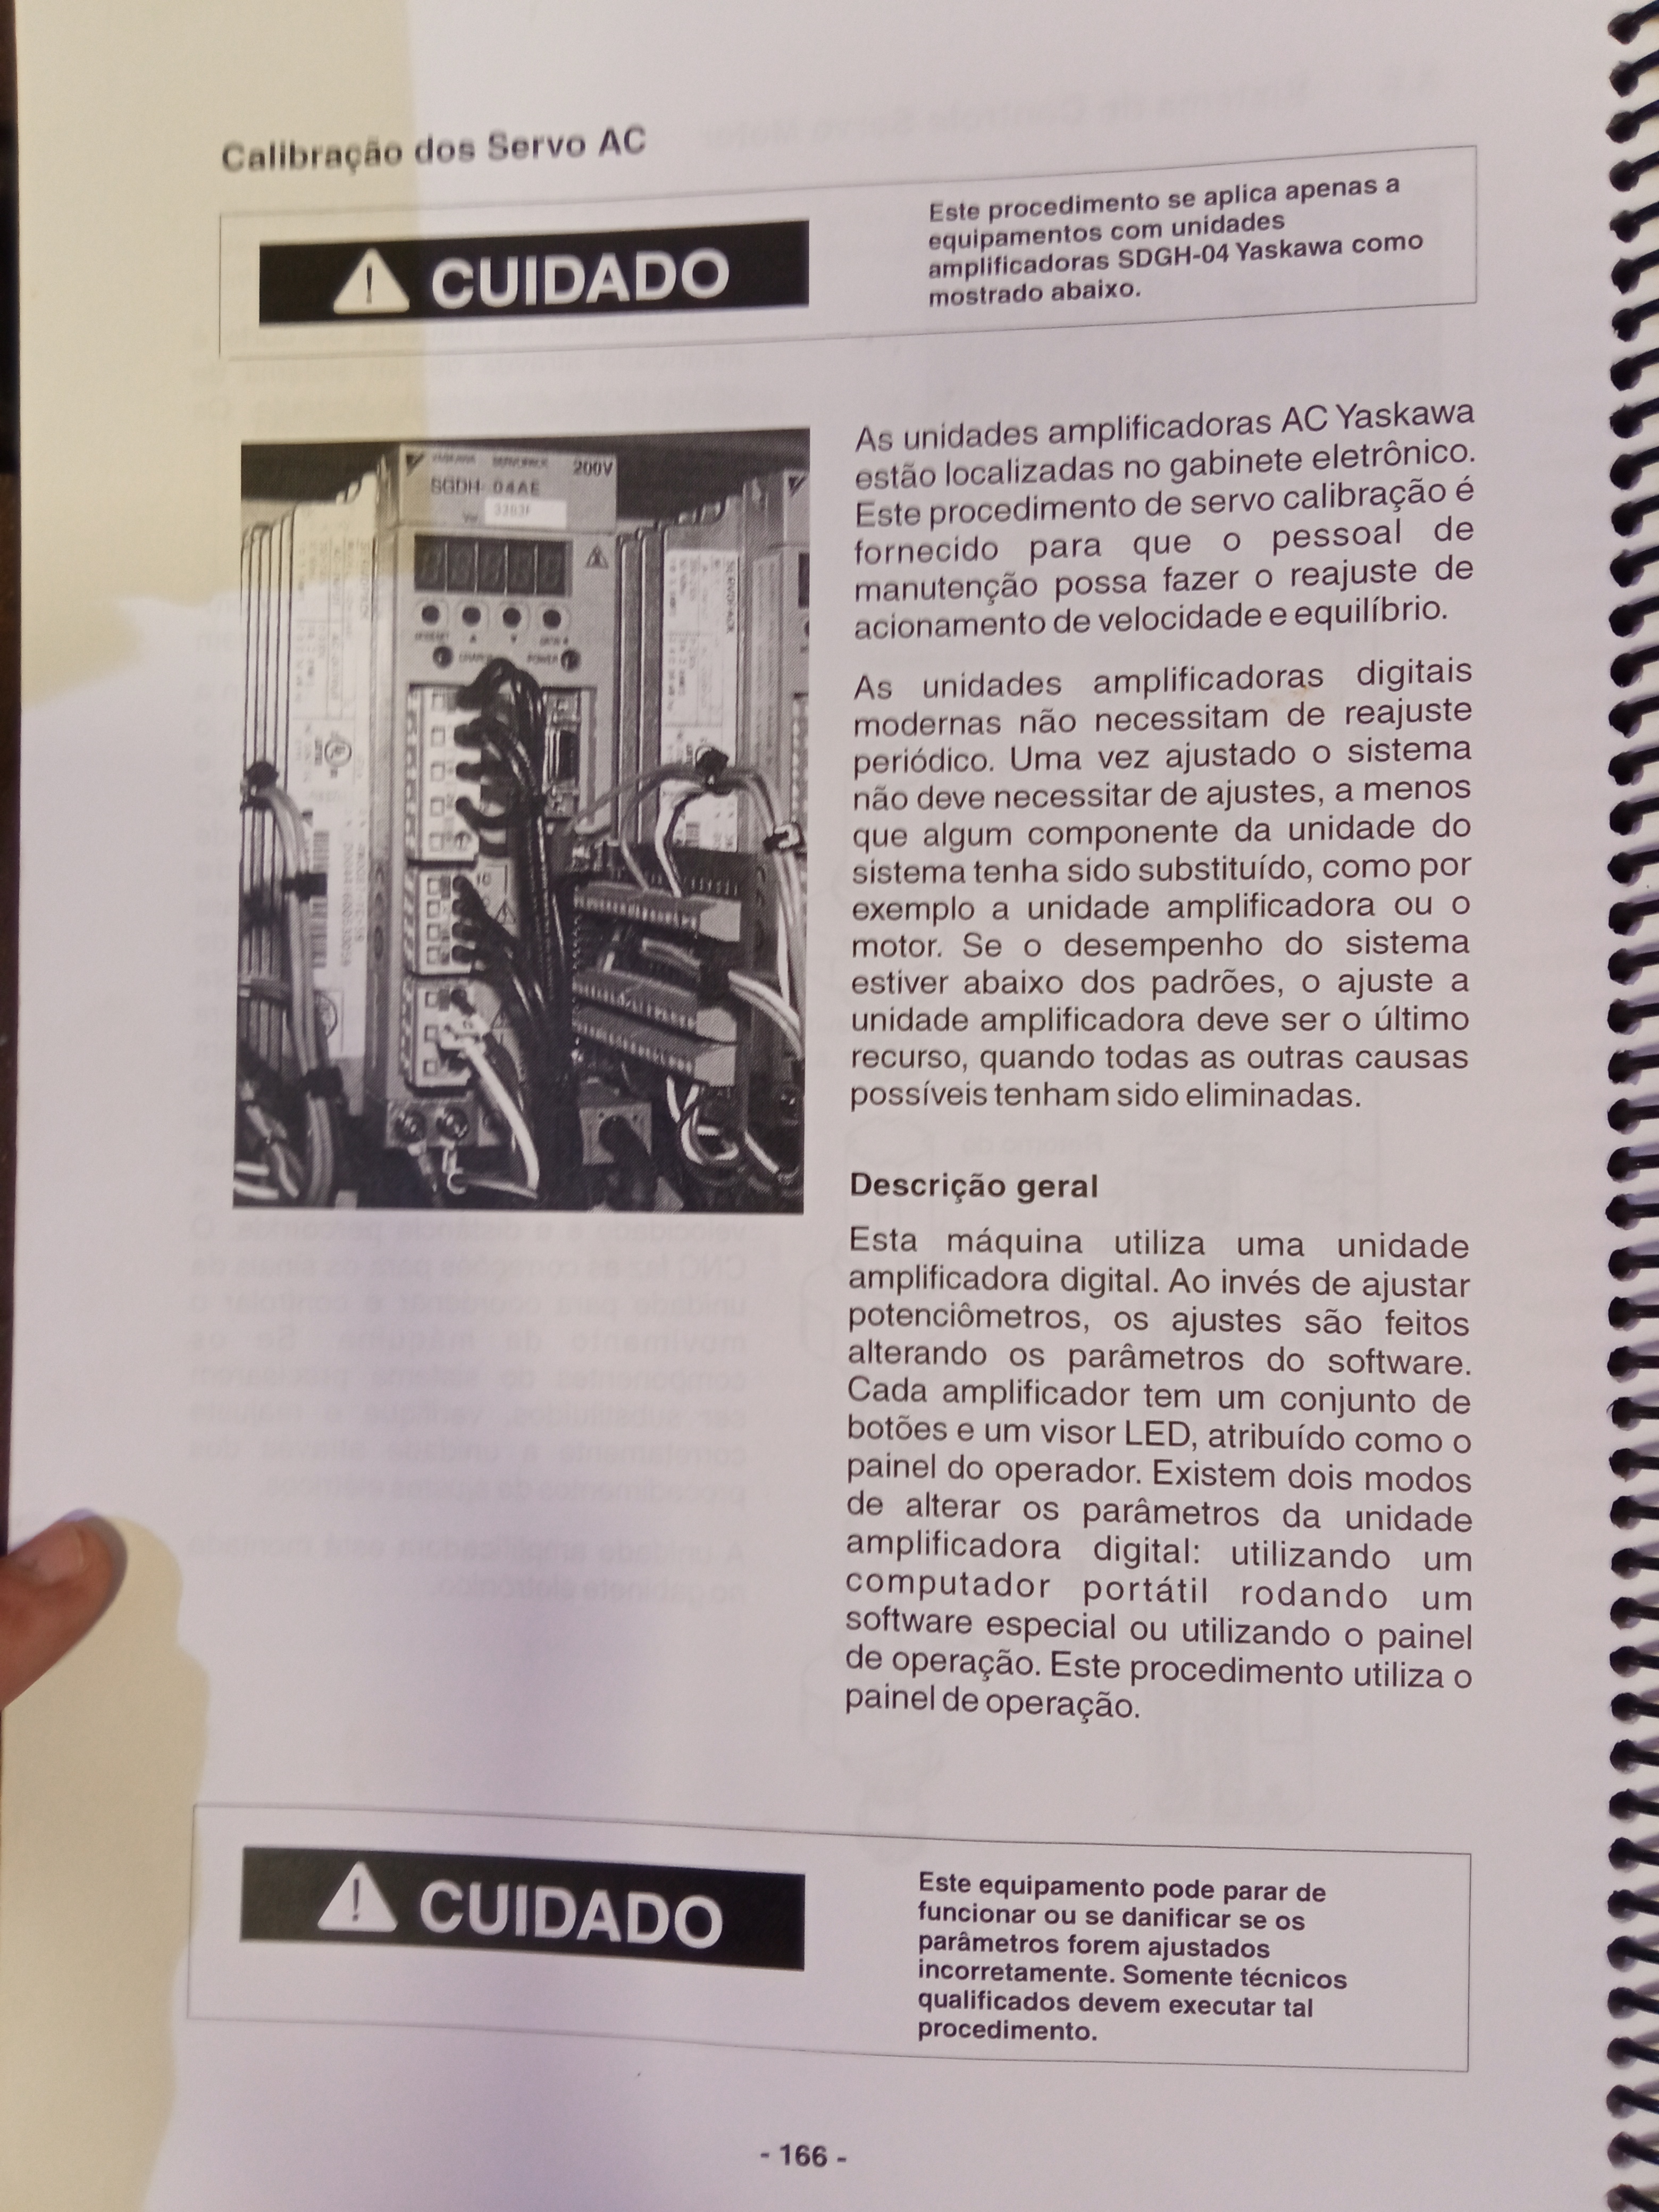 Calibração dos Servo AC
CUIDADO
Este procedimento se aplica apenas a
equipamentos com unidades
amplificadoras SDGH-04 Yaskawa como
mostrado abaixo.
200V
SGDH- 04AE
As unidades amplificadoras AC Yaskawa
estão localizadas no gabinete eletrônico.
Este procedimento de servo calibração é
fornecido para que o pessoal de
manutenção possa fazer o reajuste de
acionamento de velocidade e equilíbrio.
As unidades amplificadoras digitais
modernas não necessitam de reajuste
periódico. Uma vez ajustado o sistema
não deve necessitar de ajustes, a menos
que algum componente da unidade do
sistema tenha sido substituído, como por
exemplo a unidade amplificadora ou o
motor. Se o desempenho do sistema
estiver abaixo dos padrões, o ajuste a
unidade amplificadora deve ser o último
recurso, quando todas as outras causas
possíveis tenham sido eliminadas.
Descrição geral
Esta máquina utiliza uma unidade
amplificadora digital. Ao invés de ajustar
potenciômetros, os ajustes são feitos
alterando os parâmetros do software.
Cada amplificador tem um conjunto de
botões e um visor LED, atribuído como o
painel do operador. Existem dois modos
de alterar os parâmetros da unidade
amplificadora digital: utilizando um
computador portátil rodando um
software especial ou utilizando o painel
de operação. Este procedimento utiliza o
painel de operação.
CUIDADO
Este equipamento pode parar de
funcionar ou se danificar se os
parâmetros forem ajustados
incorretamente. Somente técnicos
qualificados devem executar tal
procedimento.
- 166 -